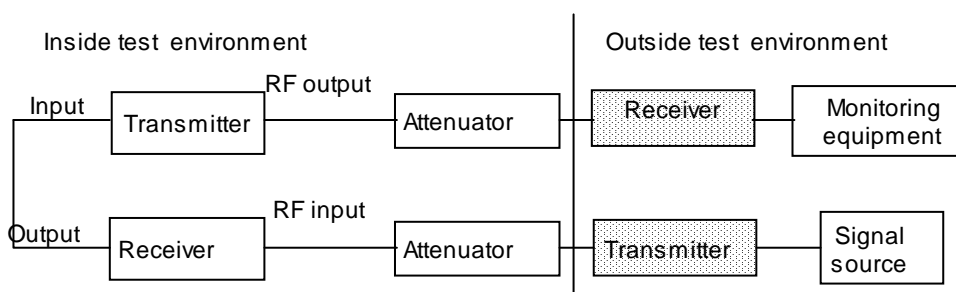 Inside test environment
Outside test environment
RF output
Input
Transmitter
Attenuator
Receiver
Monitoring
equipment
RF input
Output
Receiver
Attenuator
Transmitter
Signal
source